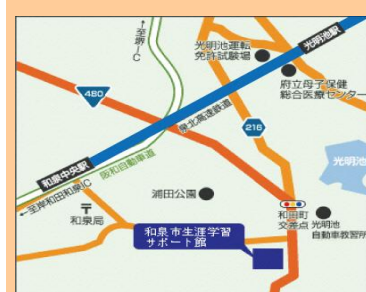 ←至堺IC
光明池運転
免許試験場
光明池駅
府立母子保健
総合医療センター
480
泉北高速鉄道
216
和泉中央駅
阪和自動車道
光明池
←至岸和田和泉IC
浦田公園
〒
和泉局
和田町
交差点
光明池
自動車教習所
和泉市生涯学習
サポート館